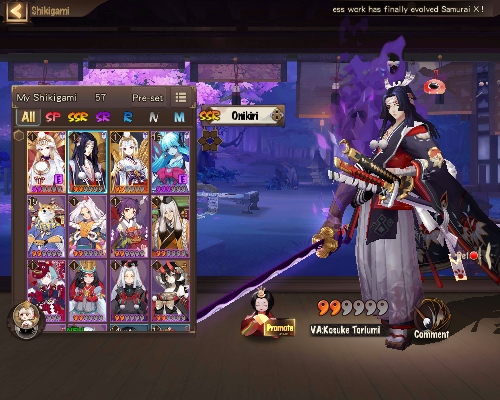 Shikigami
ess work has finally evolved Samurai X!
My Shikigami 57 Pre-set
All SP SSR SR R N M
SSR Onikiri
Promote
VA:Kosuke Toriumi
Comment